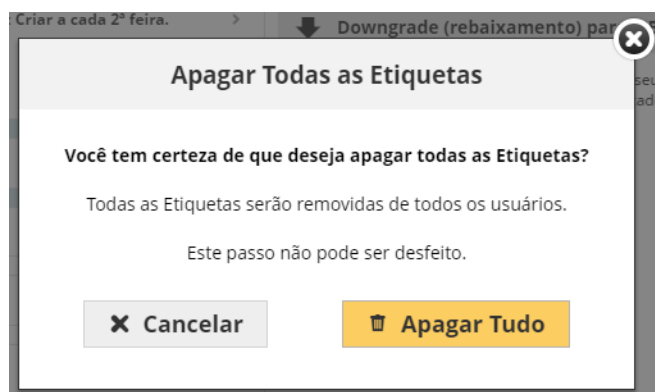 : Criar a cada 2ª feira.
Downgrade (rebaixamento) par
Apagar Todas as Etiquetas
Você tem certeza de que deseja apagar todas as Etiquetas?
Todas as Etiquetas serão removidas de todos os usuários.
Este passo não pode ser desfeito.
Cancelar
Apagar Tudo